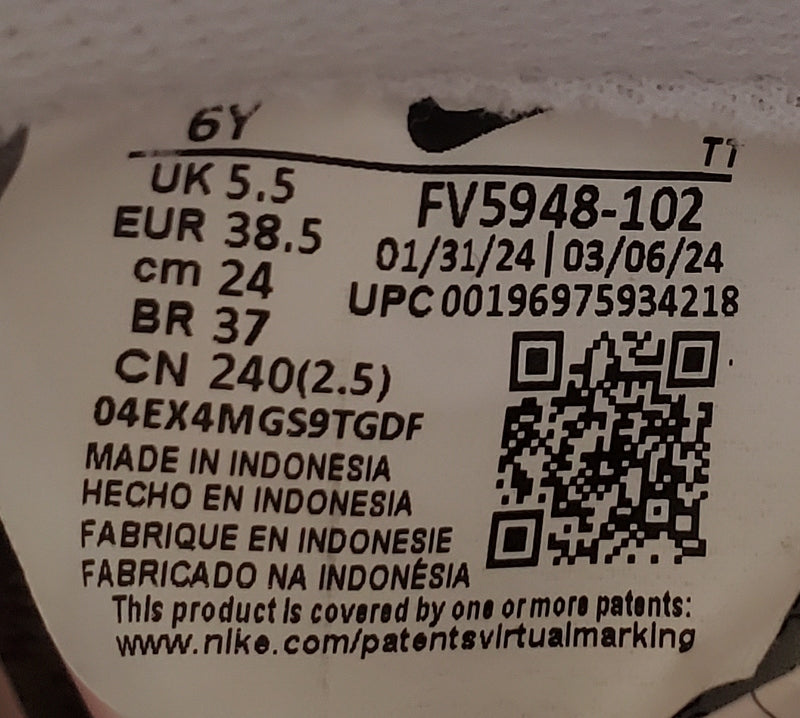 6Y
T1
UK 5.5
FV5948-102
EUR 38.5
01/31/24 | 03/06/24
cm 24
UPC 00196975934218
BR 37
CN 240(2.5)
04EX4MGS9TGDF
MADE IN INDONESIA
HECHO EN INDONESIA
FABRIQUE EN INDONESIE
FABRICADO NA INDONÉSIA
This product is covered by one or more patents:
www.nike.com/patentsvirtualmarking